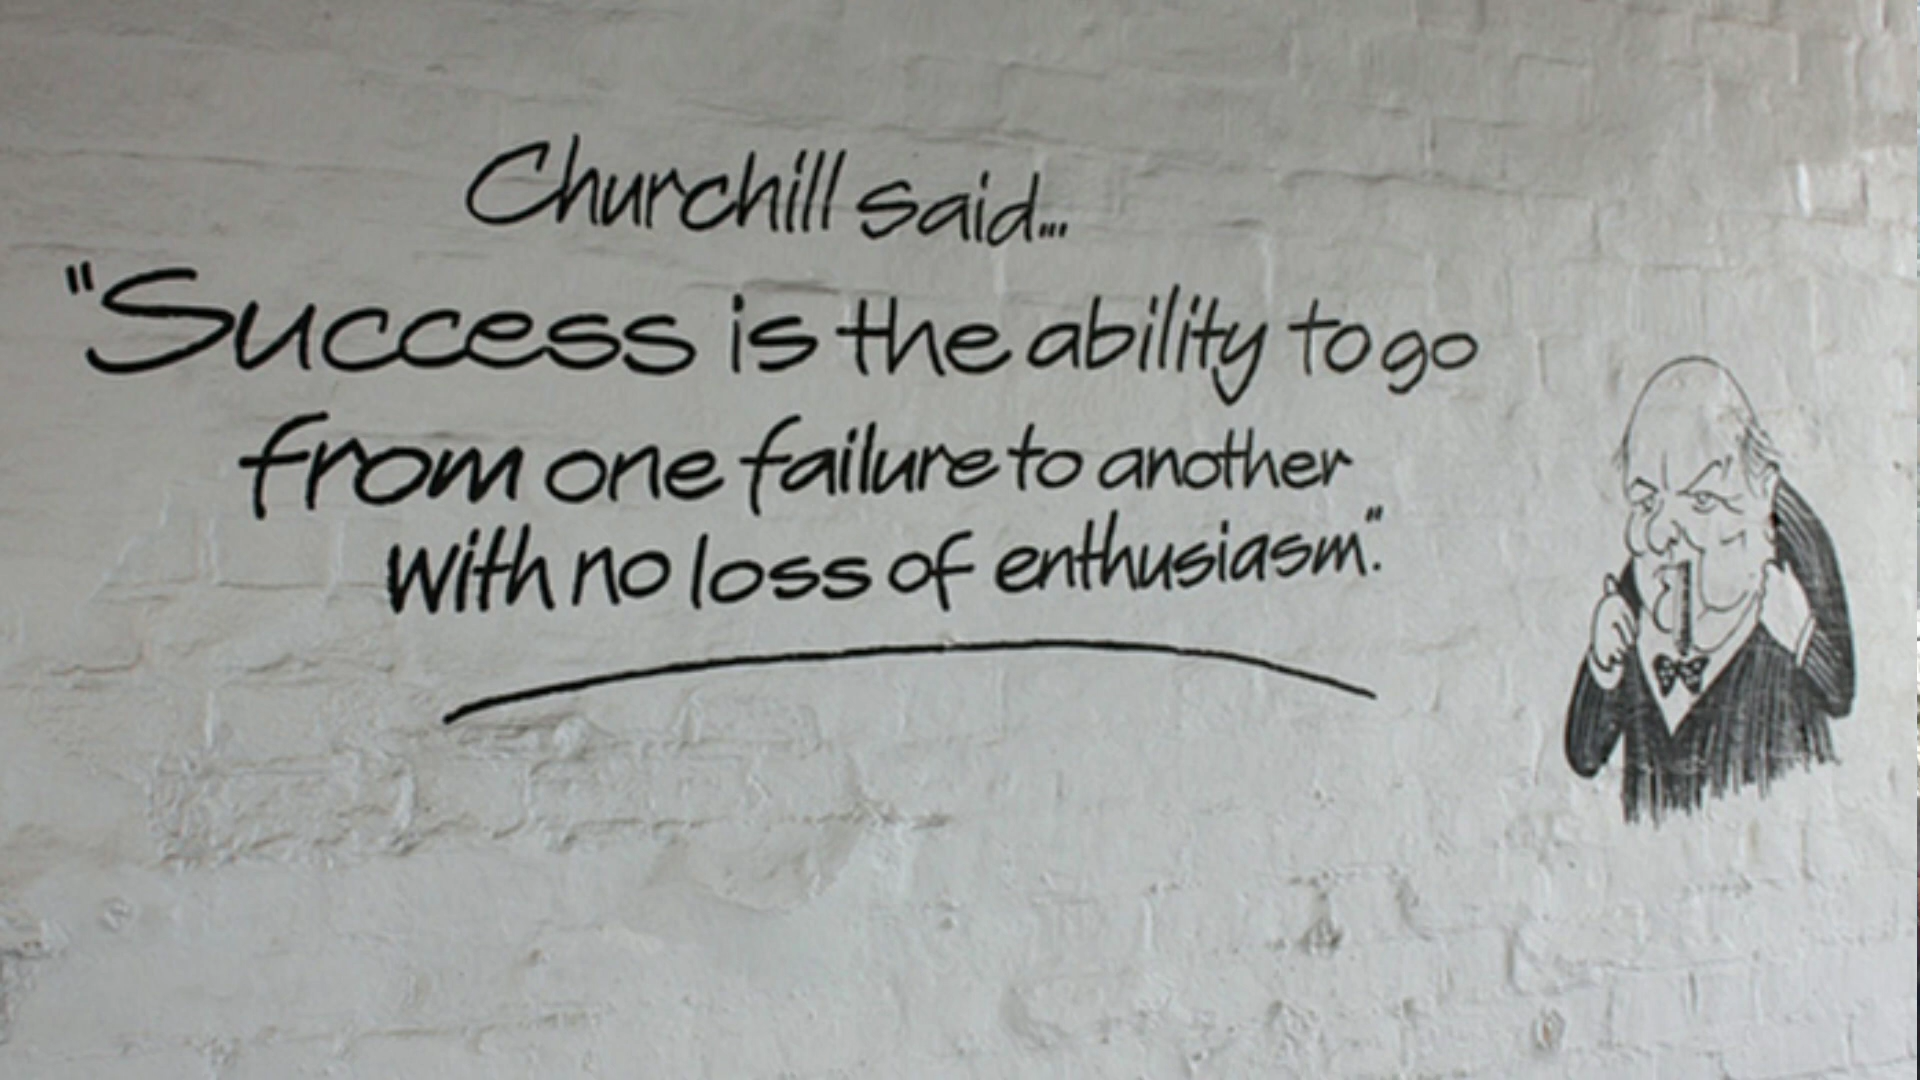 Churchill said...
"Success is the ability to go
from one failure to another
with no loss of enthusiasm."